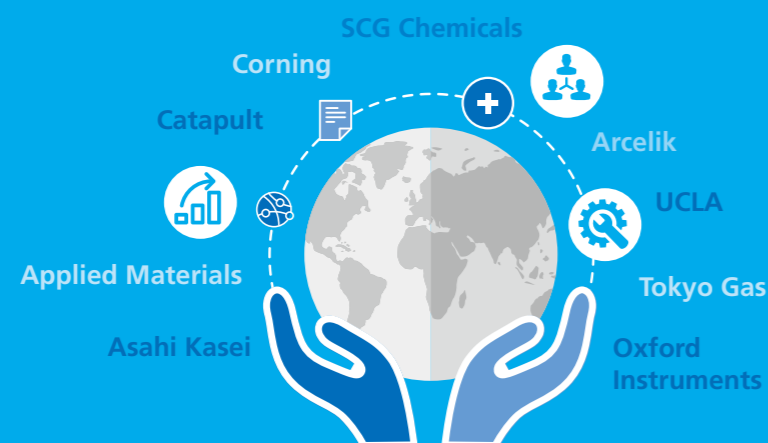 SCG Chemicals
Corning
Catapult
Arcelik
UCLA
Applied Materials
Tokyo Gas
Asahi Kasei
Oxford
Instruments